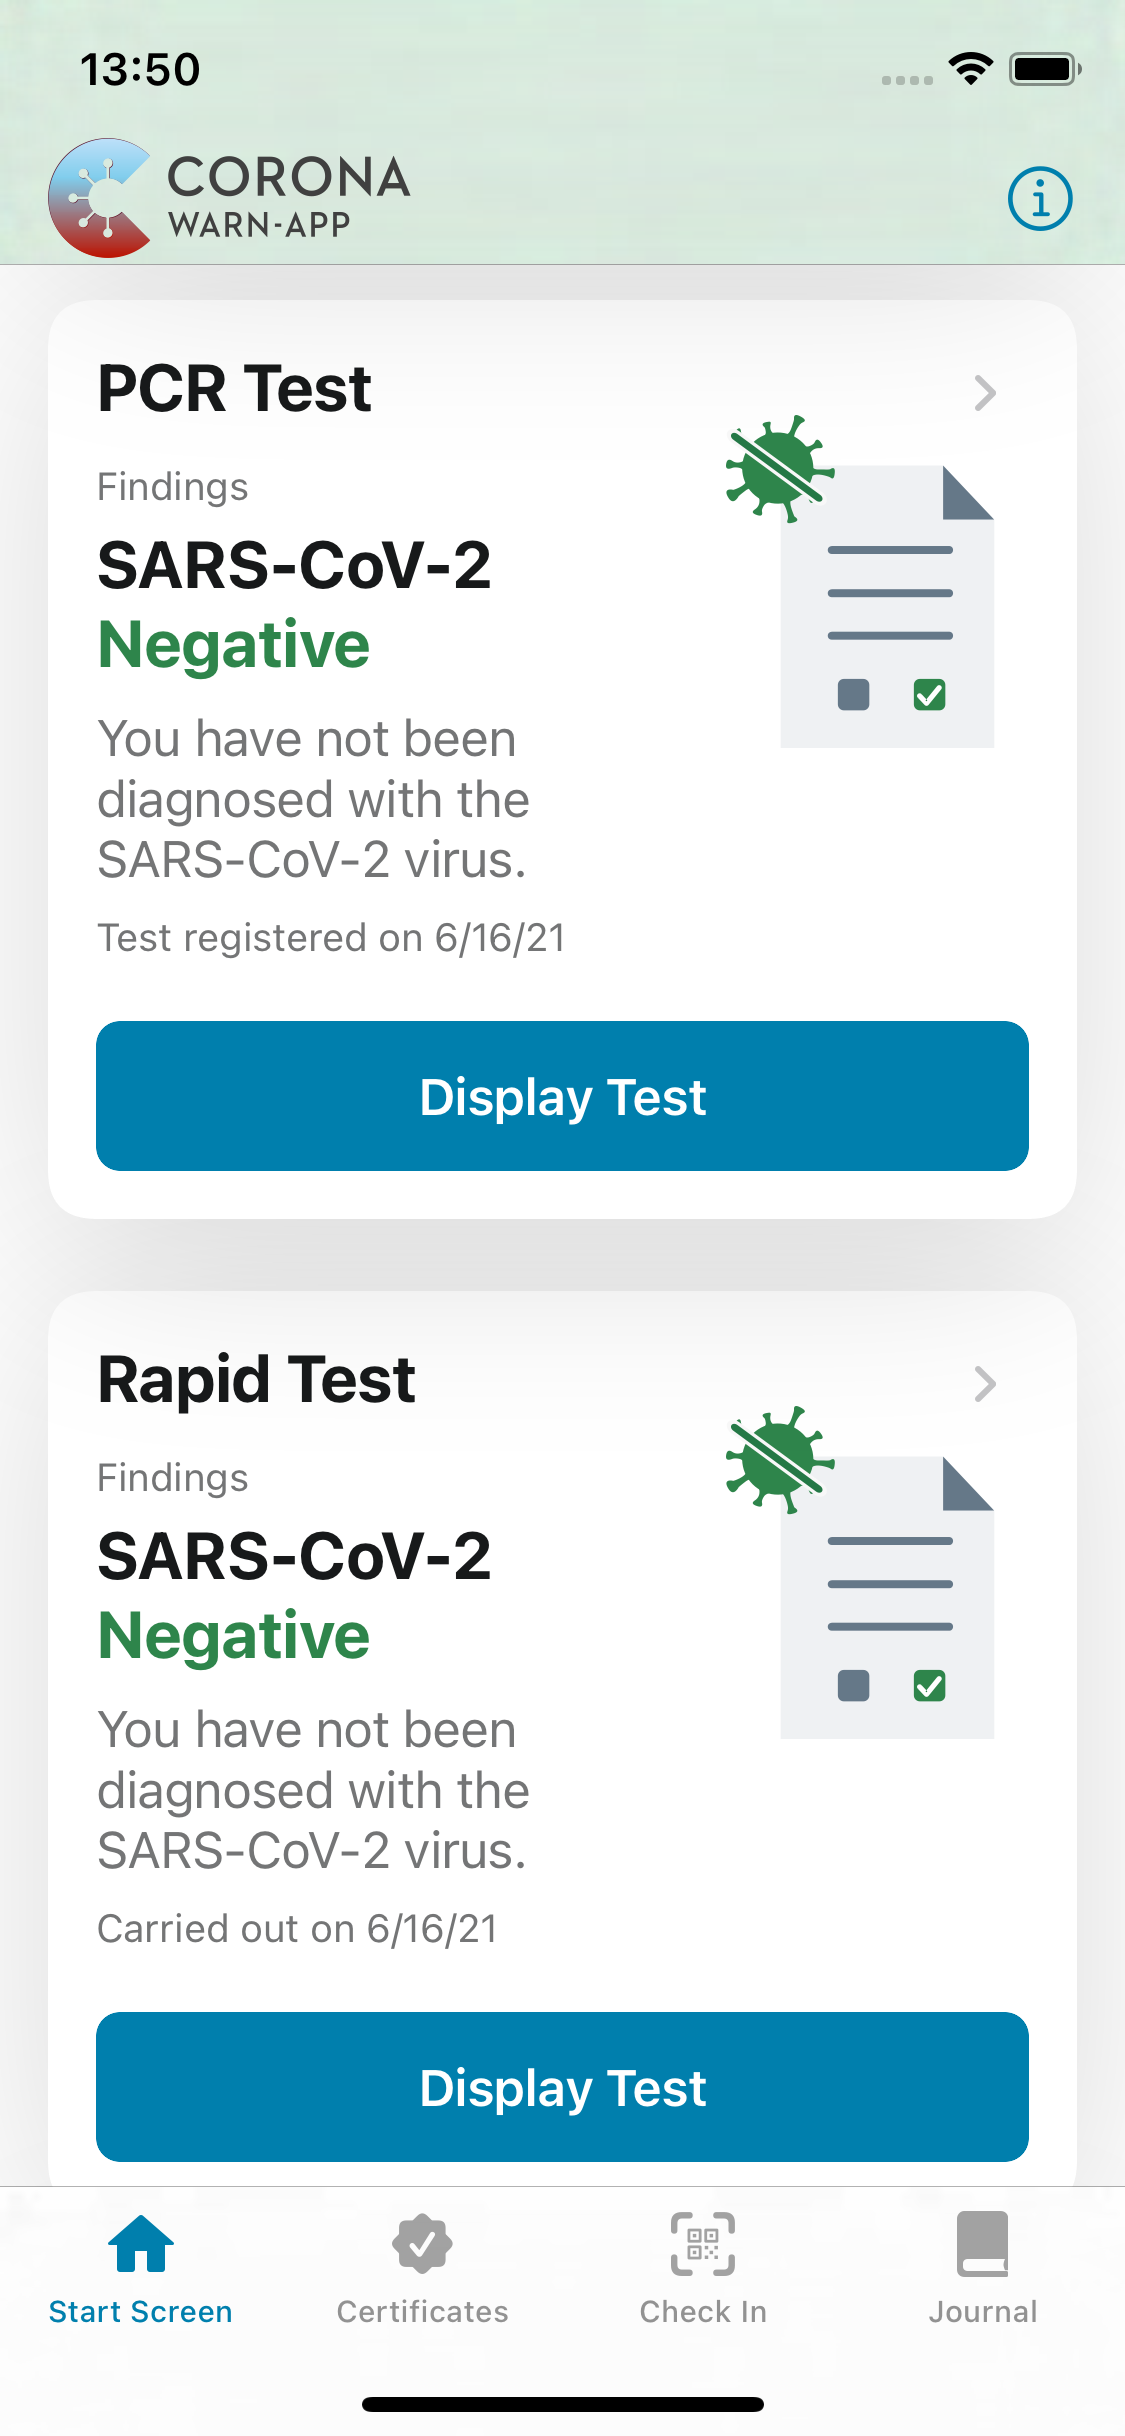 13:50
CORONA
WARN-APP
PCR Test
Findings
SARS-CoV-2
Negative
You have not been
diagnosed with the
SARS-CoV-2 virus.
Test registered on 6/16/21
Display Test
Rapid Test
Findings
SARS-CoV-2
Negative
You have not been
diagnosed with the
SARS-CoV-2 virus.
Carried out on 6/16/21
Display Test
Start Screen
Certificates
Check In
Journal